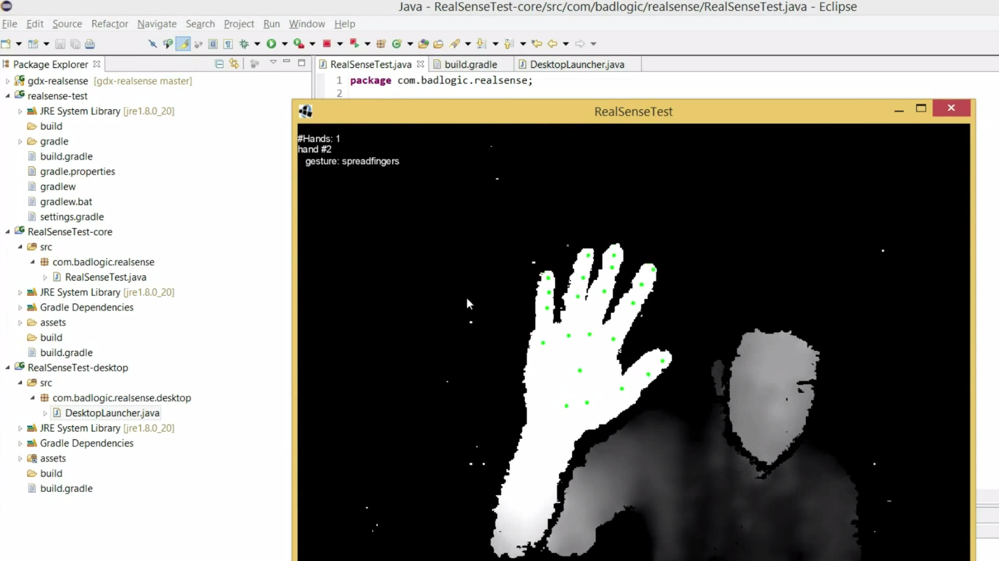 Java - RealSenseTest-core/src/com/badlogic/realsense/RealSenseTest.java - Eclipse
File Edit Source Refactor Navigate Search Project Run Window Help
Package Explorer
RealSenseTest.java build.gradle DesktopLauncher.java
gdx-realsense [gdx-realsense master]
realsense-test
JRE System Library [jre1.8.0_20]
build
gradle
build.gradle
gradle.properties
gradlew
gradlew.bat
settings.gradle
RealSenseTest-core
src
com.badlogic.realsense
RealSenseTest.java
JRE System Library [jre1.8.0_20]
Gradle Dependencies
assets
build
build.gradle
RealSenseTest-desktop
src
com.badlogic.realsense.desktop
DesktopLauncher.java
JRE System Library [jre1.8.0_20]
Gradle Dependencies
assets
build
build.gradle
1 package com.badlogic.realsense;
2
RealSenseTest
#Hands: 1
hand #2
gesture: spreadfingers